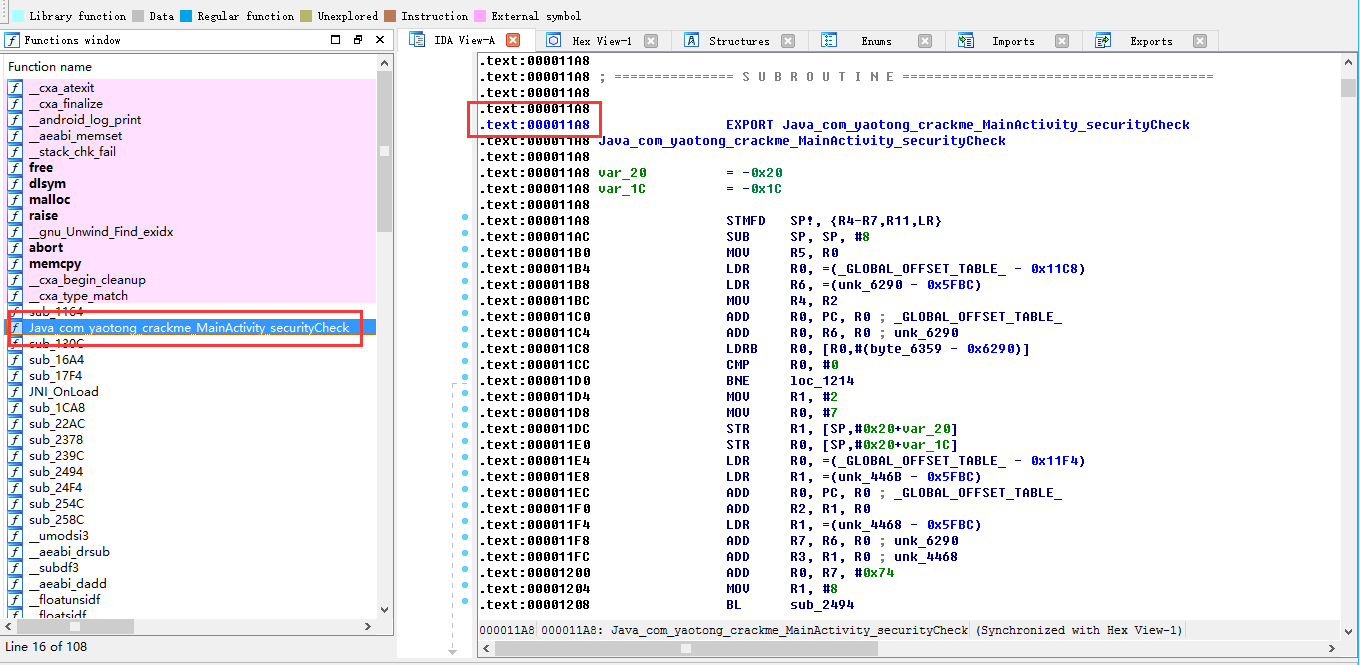 Library function Data Regular function Unexplored Instruction External symbol
Functions window
IDA View-A Hex View-1 Structures Enums Imports Exports
Function name
__cxa_atexit
__cxa_finalize
__android_log_print
__aeabi_memset
__stack_chk_fail
free
dlsym
malloc
raise
__gnu_Unwind_Find_exidx
abort
memcpy
__cxa_begin_cleanup
__cxa_type_match
sub_1164
Java_com_yaotong_crackme_MainActivity_securityCheck
sub_130C
sub_16A4
sub_17F4
JNI_OnLoad
sub_1CA8
sub_22AC
sub_2378
sub_239C
sub_2494
sub_24F4
sub_254C
sub_258C
__umodsi3
__aeabi_drsub
__subdf3
__aeabi_dadd
__floatunsidf
__floatsidf
Line 16 of 108
.text:000011A8
.text:000011A8 ; =============== S U B R O U T I N E =======================================
.text:000011A8
.text:000011A8
.text:000011A8 EXPORT Java_com_yaotong_crackme_MainActivity_securityCheck
.text:000011A8 Java_com_yaotong_crackme_MainActivity_securityCheck
.text:000011A8
.text:000011A8 var_20 = -0x20
.text:000011A8 var_1C = -0x1C
.text:000011A8
.text:000011A8 STMFD SP!, {R4-R7,R11,LR}
.text:000011AC SUB SP, SP, #8
.text:000011B0 MOV R5, R0
.text:000011B4 LDR R0, =(_GLOBAL_OFFSET_TABLE_ - 0x11C8)
.text:000011B8 LDR R6, =(unk_6290 - 0x5FBC)
.text:000011BC MOV R4, R2
.text:000011C0 ADD R0, PC, R0 ; _GLOBAL_OFFSET_TABLE_
.text:000011C4 ADD R0, R6, R0 ; unk_6290
.text:000011C8 LDRB R0, [R0,#(byte_6359 - 0x6290)]
.text:000011CC CMP R0, #0
.text:000011D0 BNE loc_1214
.text:000011D4 MOV R1, #2
.text:000011D8 MOV R0, #7
.text:000011DC STR R1, [SP,#0x20+var_20]
.text:000011E0 STR R0, [SP,#0x20+var_1C]
.text:000011E4 LDR R0, =(_GLOBAL_OFFSET_TABLE_ - 0x11F4)
.text:000011E8 LDR R1, =(unk_446B - 0x5FBC)
.text:000011EC ADD R0, PC, R0 ; _GLOBAL_OFFSET_TABLE_
.text:000011F0 ADD R2, R1, R0
.text:000011F4 LDR R1, =(unk_4468 - 0x5FBC)
.text:000011F8 ADD R7, R6, R0 ; unk_6290
.text:000011FC ADD R3, R1, R0 ; unk_4468
.text:00001200 ADD R0, R7, #0x74
.text:00001204 MOV R1, #8
.text:00001208 BL sub_2494
000011A8 000011A8: Java_com_yaotong_crackme_MainActivity_securityCheck (Synchronized with Hex View-1)